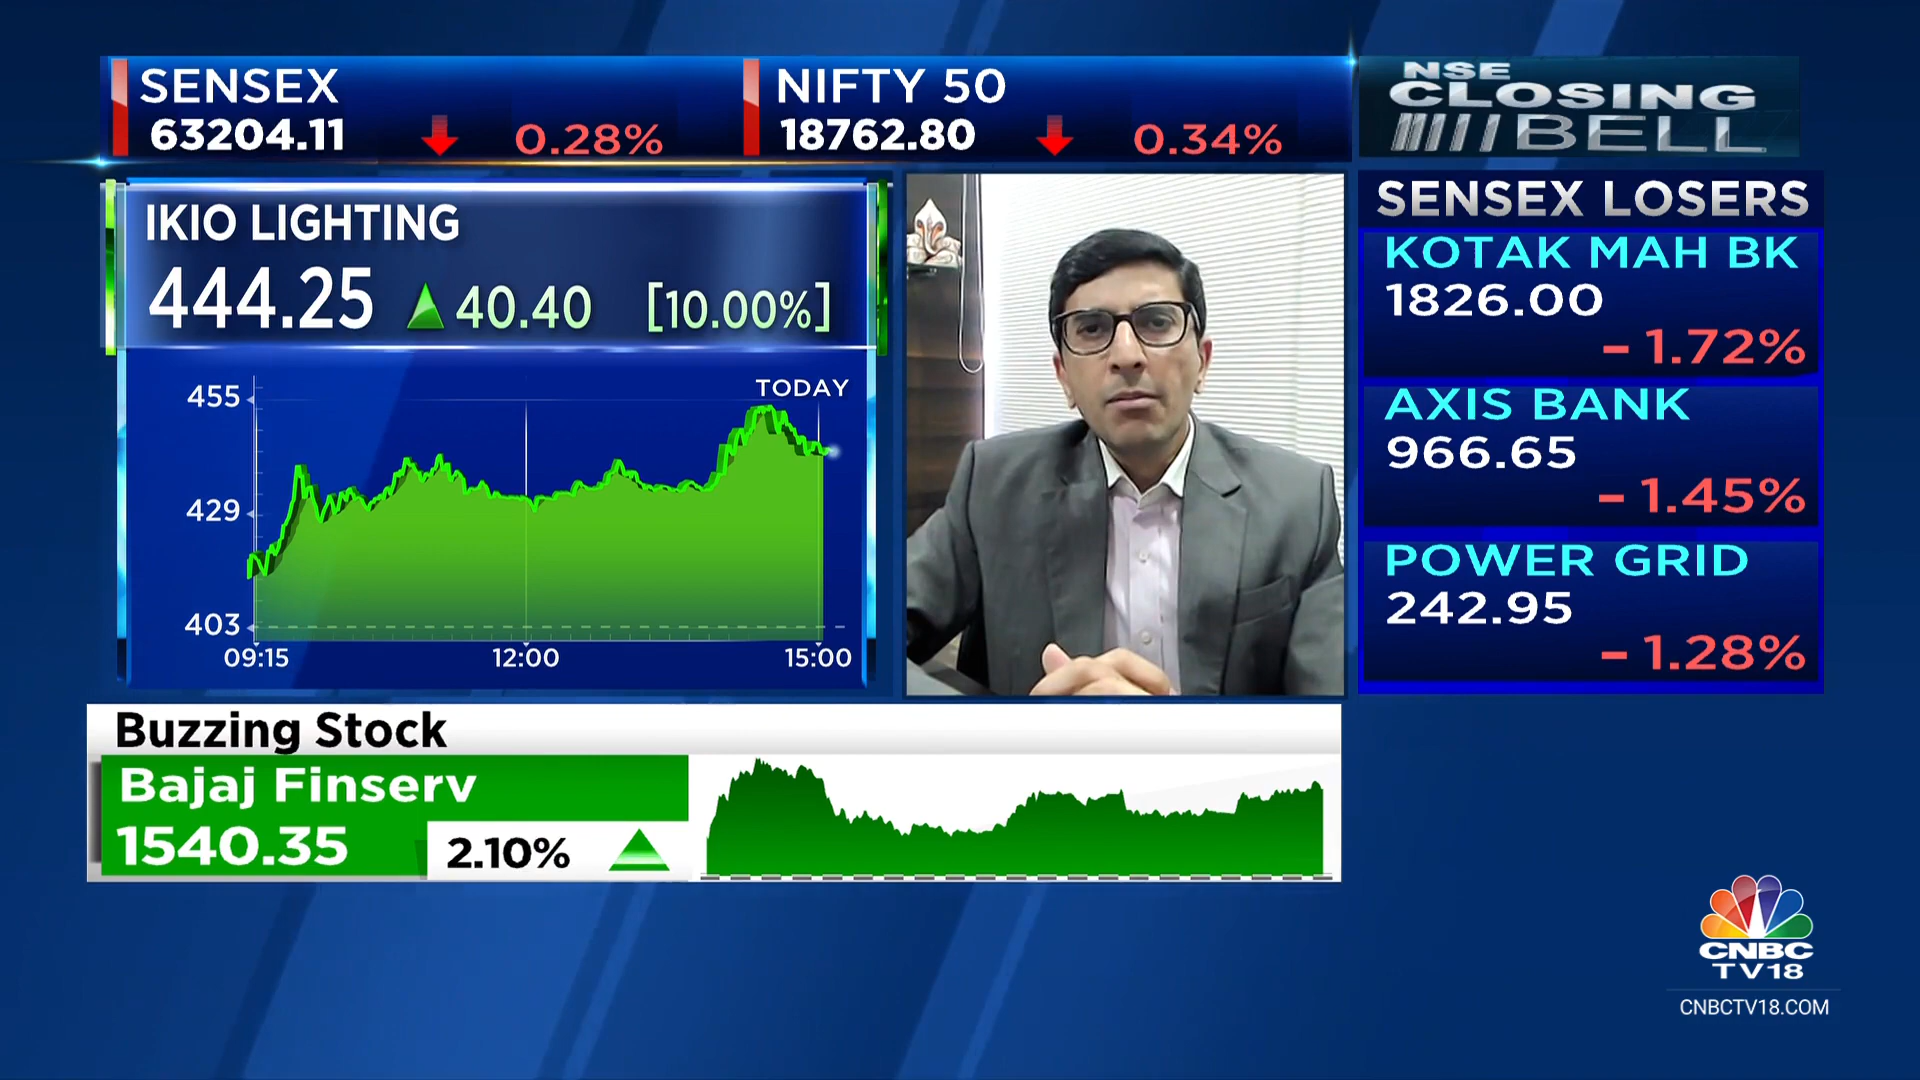 SENSEX
63204.11 0.28%
NIFTY 50
18762.80 0.34%
NSE
CLOSING
BELL
IKIO LIGHTING
444.25 40.40 [10.00%]
TODAY
455
429
403
09:15 12:00 15:00
SENSEX LOSERS
KOTAK MAH BK
1826.00
- 1.72%
AXIS BANK
966.65
- 1.45%
POWER GRID
242.95
- 1.28%
Buzzing Stock
Bajaj Finserv
1540.35 2.10%
CNBC
TV18
CNBCTV18.COM